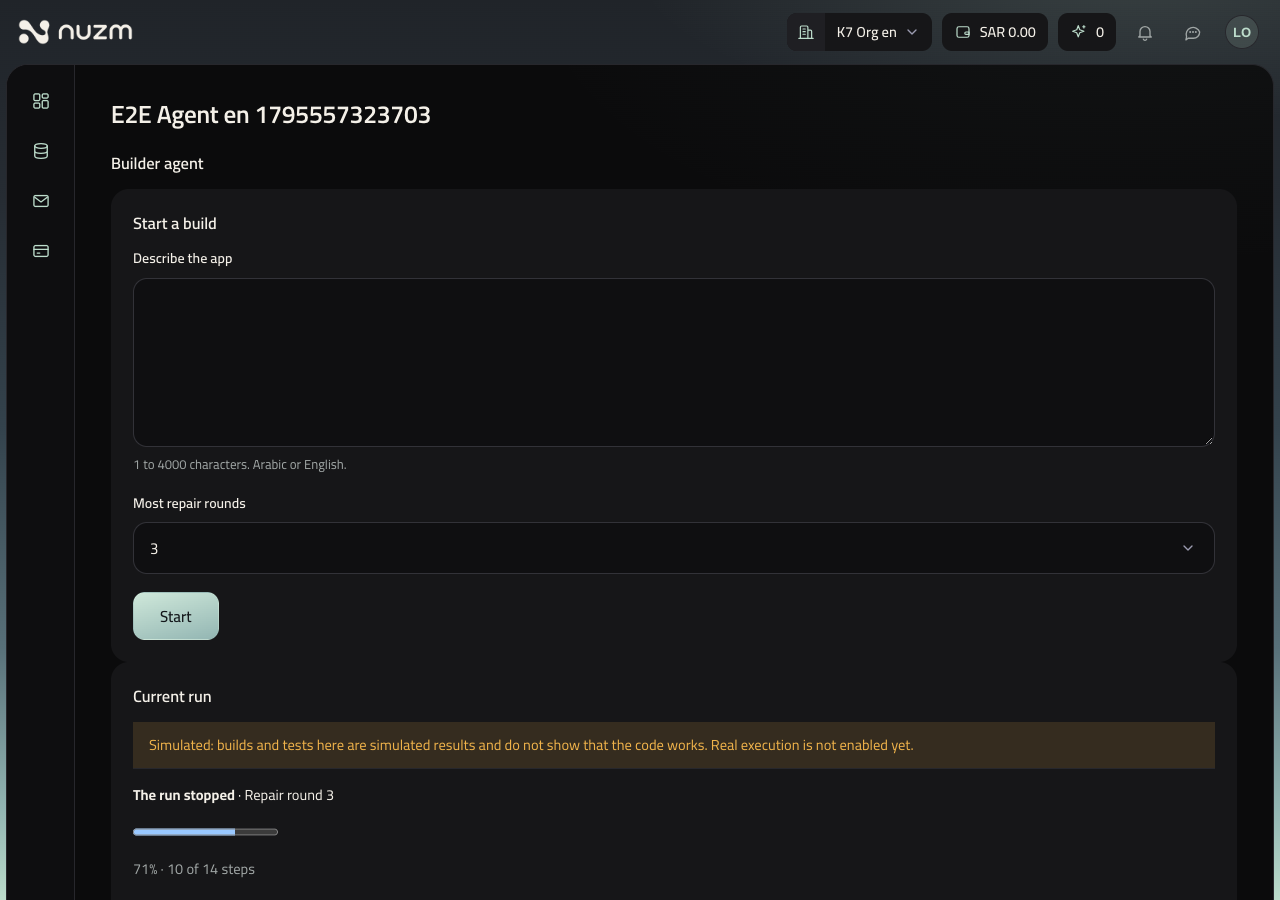 nuzm
K7 Org en
SAR 0.00
0
LO
E2E Agent en 1795557323703
Builder agent
Start a build
Describe the app
1 to 4000 characters. Arabic or English.
Most repair rounds
3
Start
Current run
Simulated: builds and tests here are simulated results and do not show that the code works. Real execution is not enabled yet.
The run stopped · Repair round 3
71% · 10 of 14 steps